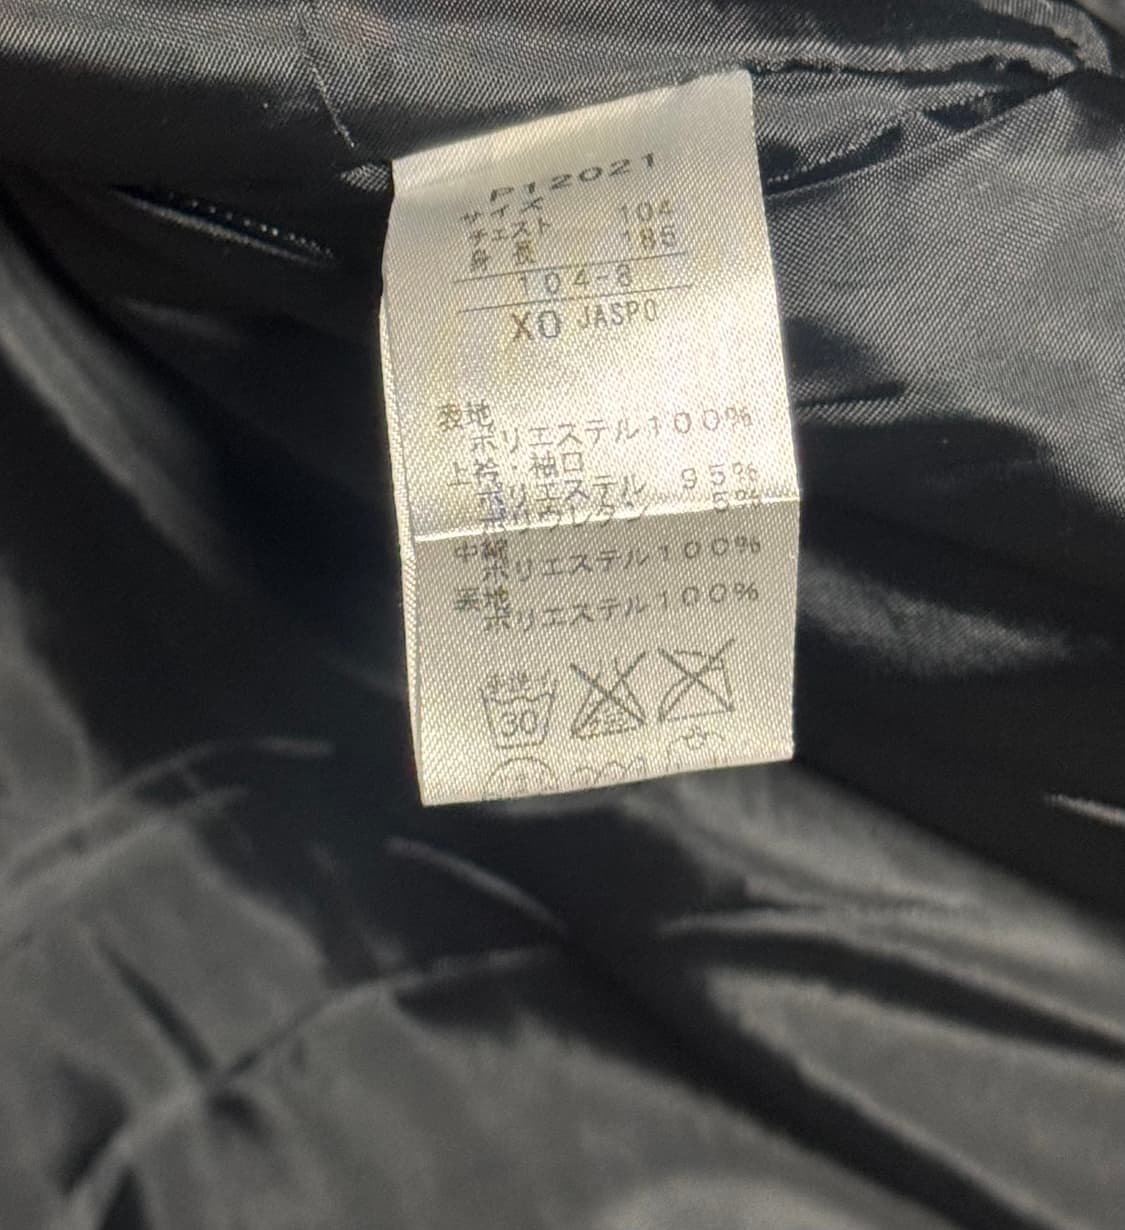 P12021
サイズ
チェスト 104
身長 185
104-8
XO JASPO
表地
ポリエステル100%
上衿・袖口
ポリエステル 95%
ポリウレタン 5%
中綿
ポリエステル100%
裏地
ポリエステル100%
30